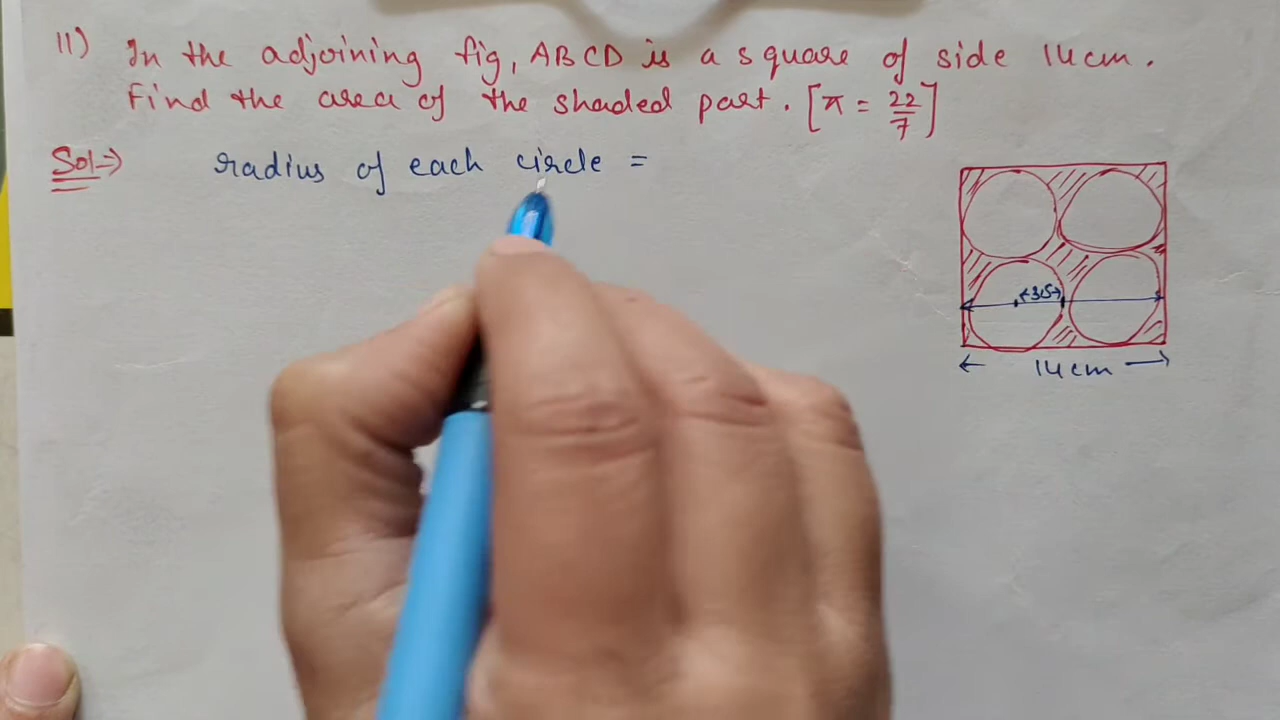 11) In the adjoining fig, ABCD is a square of side 14cm.
Find the area of the shaded part. [π = 22/7]
Sol→ radius of each circle =
3.5
14cm